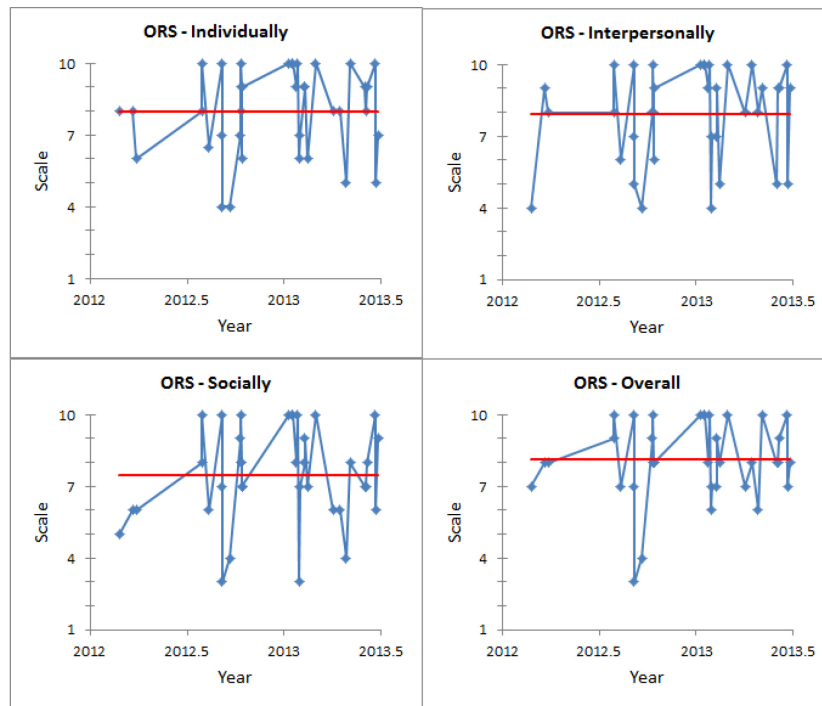 ORS - Individually
10
7
4
1
Scale
2012
2012.5
2013
2013.5
Year
ORS - Interpersonally
10
7
4
1
Scale
2012
2012.5
2013
2013.5
Year
ORS - Socially
10
7
4
1
Scale
2012
2012.5
2013
2013.5
Year
ORS - Overall
10
7
4
1
Scale
2012
2012.5
2013
2013.5
Year